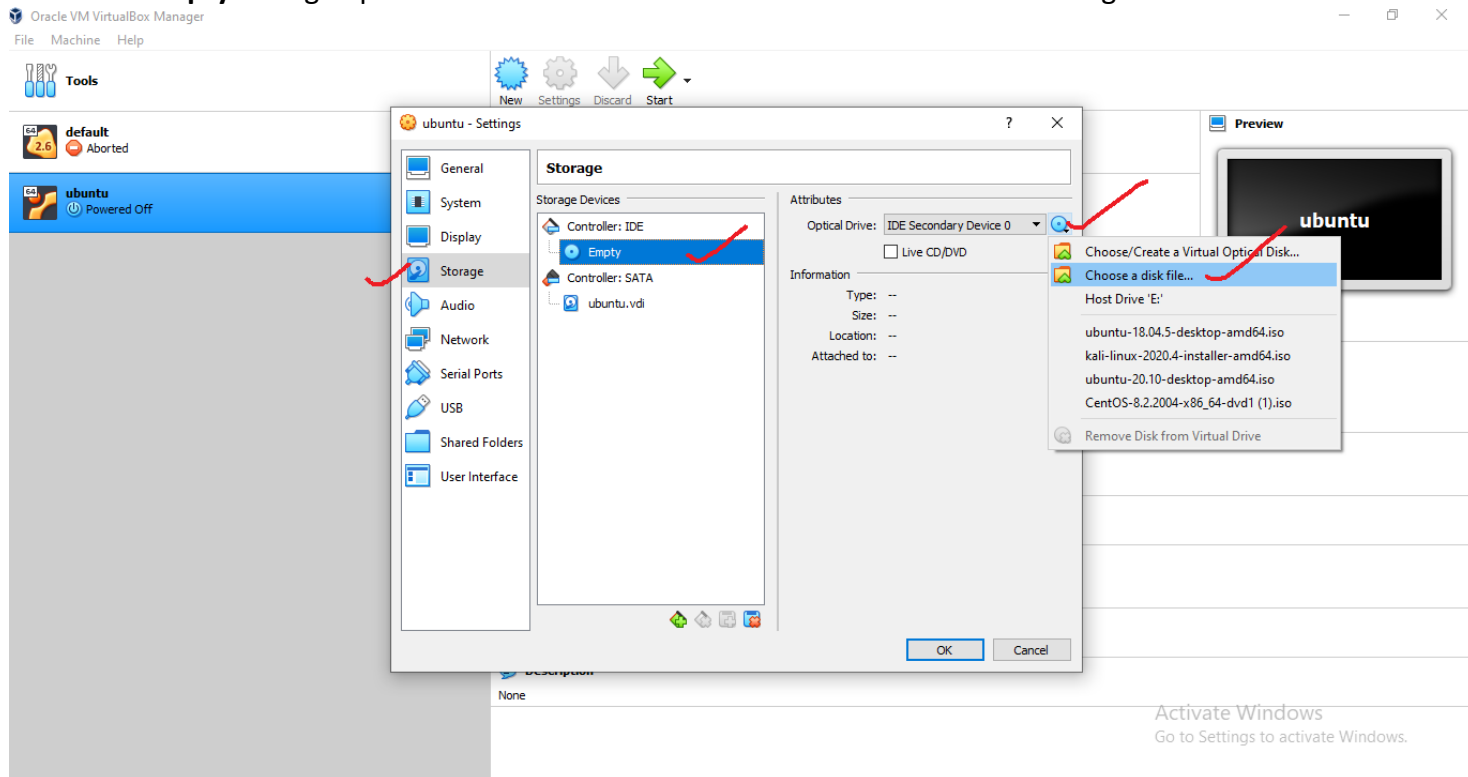 Oracle VM VirtualBox Manager
File Machine Help
Tools
New Settings Discard Start
64
2.6
default
Aborted
64
ubuntu
Powered Off
Preview
ubuntu
ubuntu - Settings
?
General
System
Display
Storage
Audio
Network
Serial Ports
USB
Shared Folders
User Interface
Storage
Storage Devices
Controller: IDE
Empty
Controller: SATA
ubuntu.vdi
Attributes
Optical Drive: IDE Secondary Device 0
Live CD/DVD
Information
Type: --
Size: --
Location: --
Attached to: --
Choose/Create a Virtual Optical Disk...
Choose a disk file...
Host Drive 'E:'
ubuntu-18.04.5-desktop-amd64.iso
kali-linux-2020.4-installer-amd64.iso
ubuntu-20.10-desktop-amd64.iso
CentOS-8.2.2004-x86_64-dvd1 (1).iso
Remove Disk from Virtual Drive
OK Cancel
Description
None
Activate Windows
Go to Settings to activate Windows.